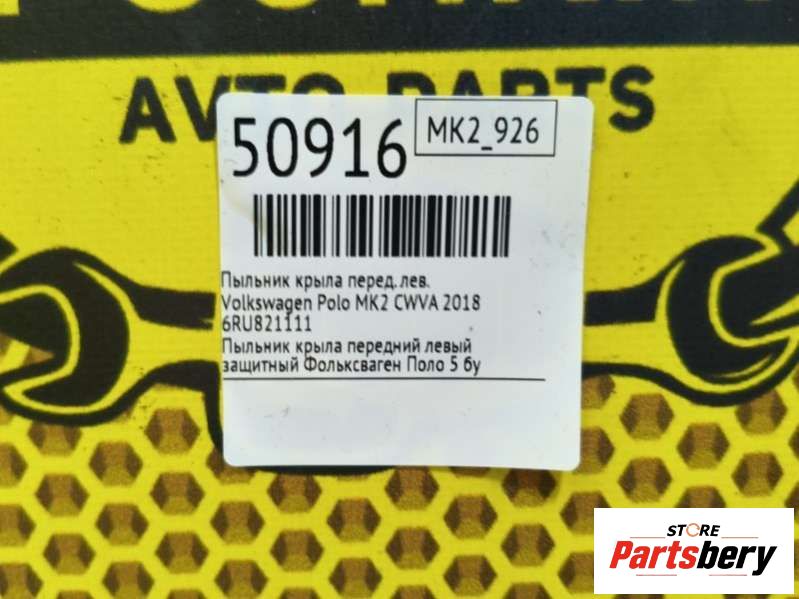 AVTO PARTS
50916
MK2_926
Пыльник крыла перед. лев.
Volkswagen Polo MK2 CWVA 2018
6RU821111
Пыльник крыла передний левый
защитный Фольксваген Поло 5 бу
STORE
Partsbery